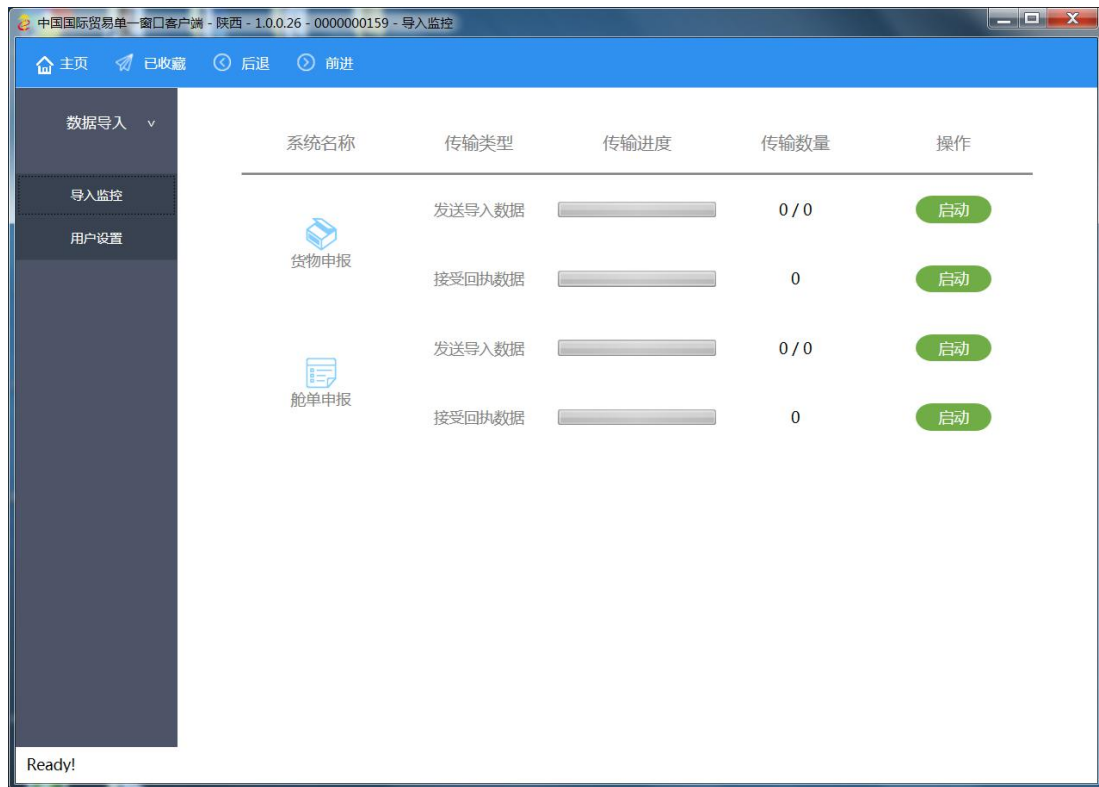 中国国际贸易单一窗口客户端 - 陕西 - 1.0.0.26 - 0000000159 - 导入监控
主页 已收藏 后退 前进
数据导入
导入监控
用户设置
系统名称 传输类型 传输进度 传输数量 操作
发送导入数据 0 / 0 启动
货物申报
接受回执数据 0 启动
发送导入数据 0 / 0 启动
舱单申报
接受回执数据 0 启动
Ready!